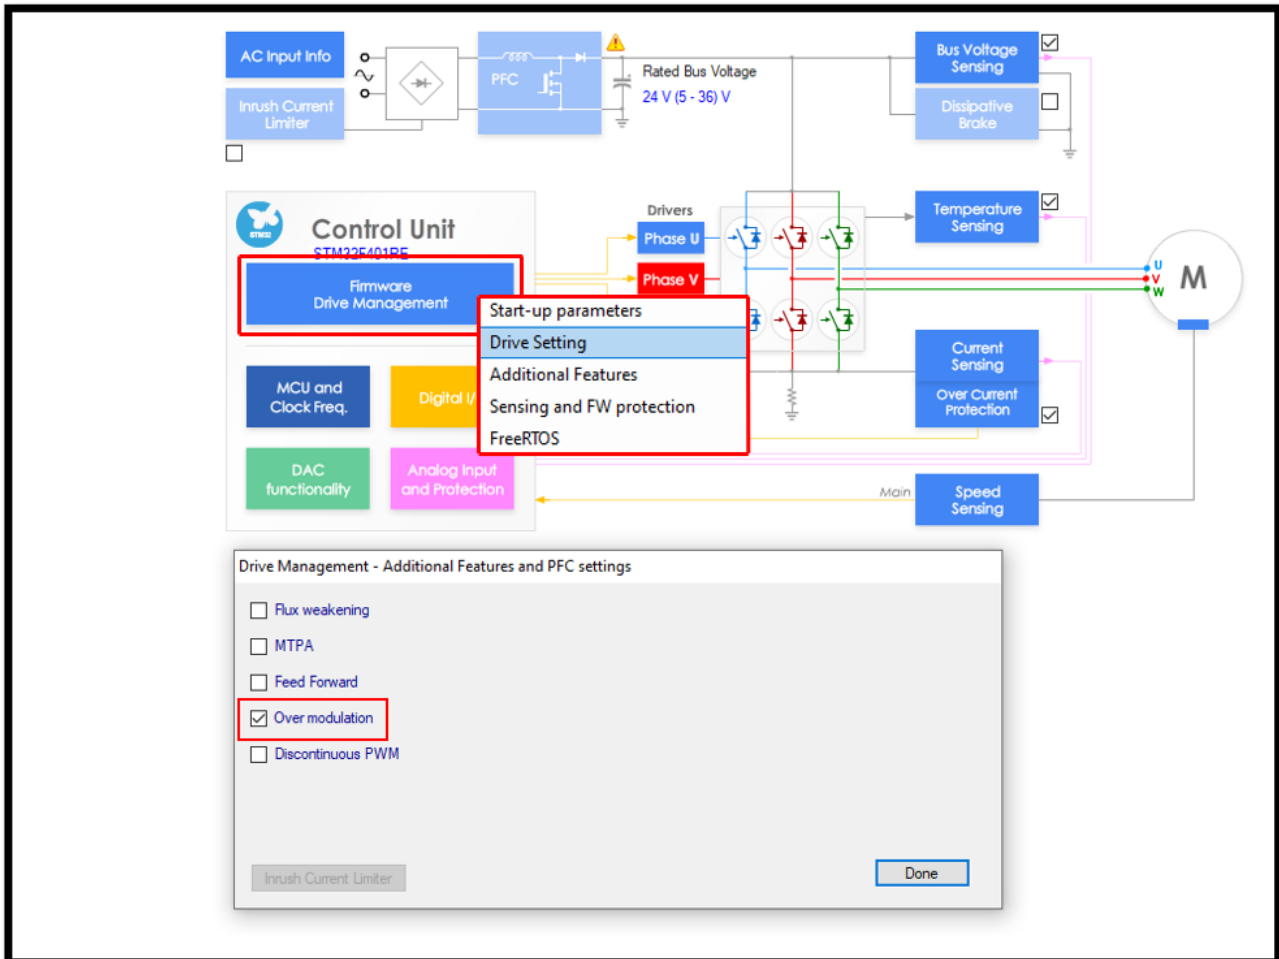 AC Input Info
Inrush Current
Limiter
PFC
Rated Bus Voltage
24 V (5 - 36) V
Bus Voltage
Sensing
Dissipative
Brake
STM32
Control Unit
STM32F401RE
Firmware
Drive Management
Drivers
Phase U
Phase V
Temperature
Sensing
U
V
W
M
Start-up parameters
Drive Setting
Additional Features
Sensing and FW protection
FreeRTOS
MCU and
Clock Freq.
Digital I/
Current
Sensing
Over Current
Protection
DAC
functionality
Analog Input
and Protection
Main
Speed
Sensing
Drive Management - Additional Features and PFC settings
Flux weakening
MTPA
Feed Forward
Over modulation
Discontinuous PWM
Inrush Current Limiter
Done